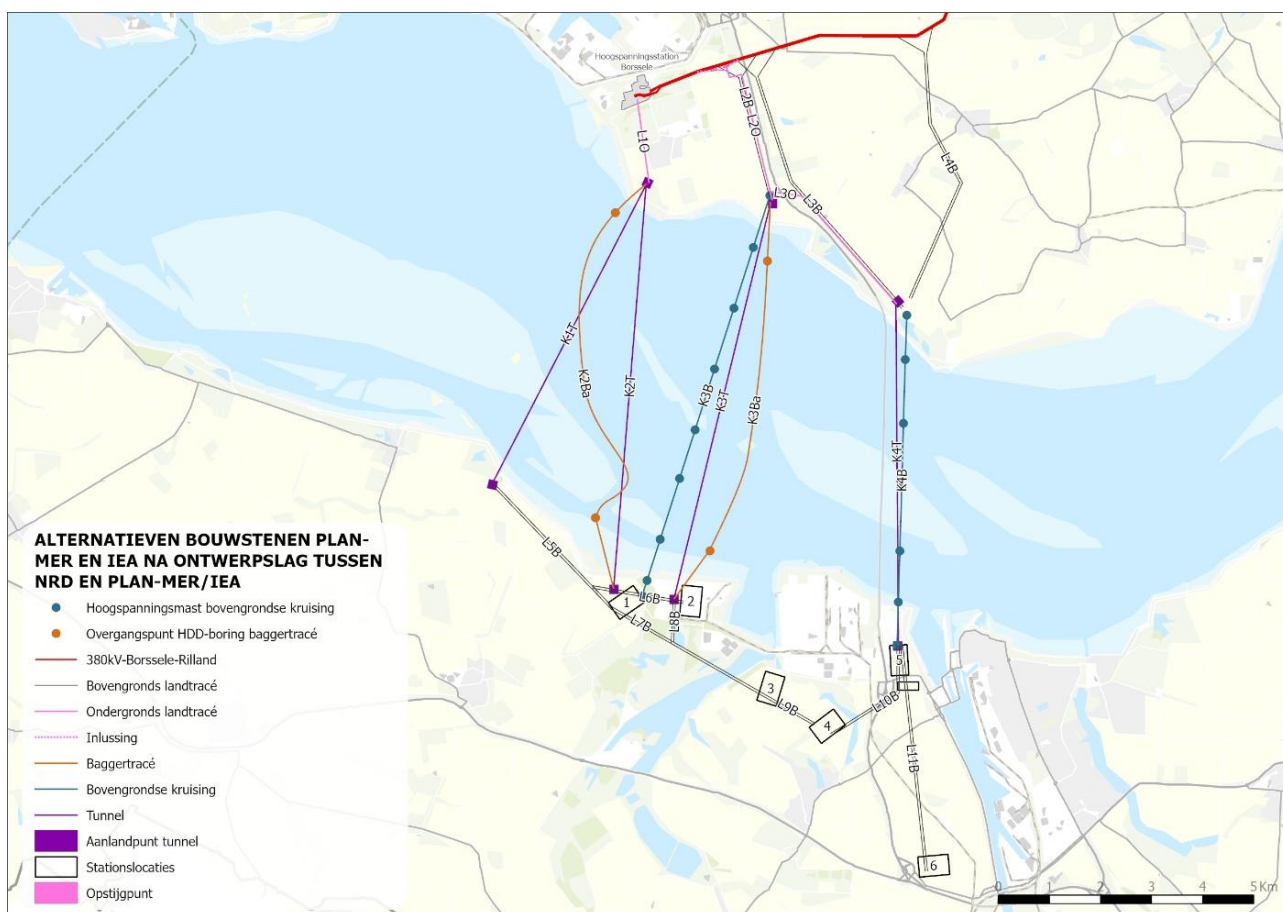 Hoogspanningsstation
Borssele
L1O
L2B
L2O
L3O
L3B
L4B
K1T
K2Ba
K2T
K3B
K3T
K3Ba
K4T
K4B
L5B
1
L6B
2
L7B
L8B
3
L9B
4
L10B
5
L11B
6
ALTERNATIEVEN BOUWSTENEN PLAN-
MER EN IEA NA ONTWERPSLAG TUSSEN
NRD EN PLAN-MER/IEA
Hoogspanningsmast bovengrondse kruising
Overgangspunt HDD-boring baggertracé
380kV-Borssele-Rilland
Bovengronds landtracé
Ondergronds landtracé
Inlussing
Baggertracé
Bovengrondse kruising
Tunnel
Aanlandpunt tunnel
Stationslocaties
Opstijgpunt
0 1 2 3 4 5 Km